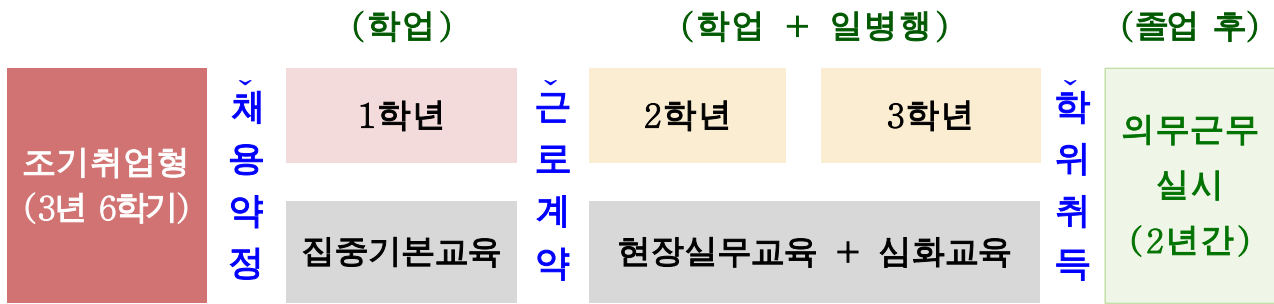 (학업)
(학업 + 일병행)
(졸업 후)
조기취업형
(3년 6학기)
채용약정
1학년
집중기본교육
근로계약
2학년
3학년
현장실무교육 + 심화교육
학위취득
의무근무
실시
(2년간)